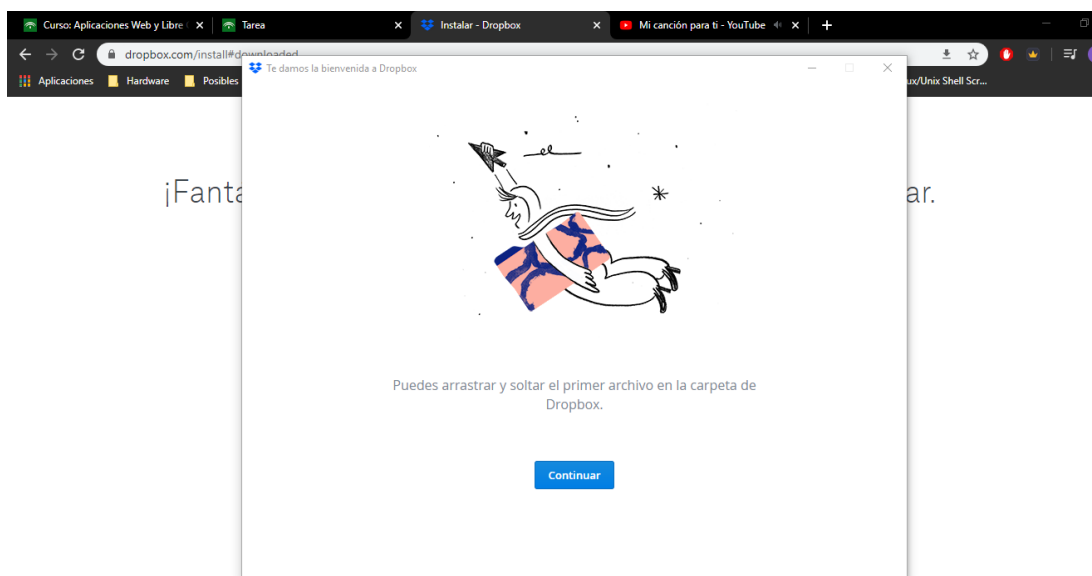 Curso: Aplicaciones Web y Libre
Tarea
Instalar - Dropbox
Mi canción para ti - YouTube
dropbox.com/install#downloaded
Aplicaciones
Hardware
Posibles
ux/Unix Shell Scr...
Te damos la bienvenida a Dropbox
¡Fanta
ar.
Puedes arrastrar y soltar el primer archivo en la carpeta de
Dropbox.
Continuar